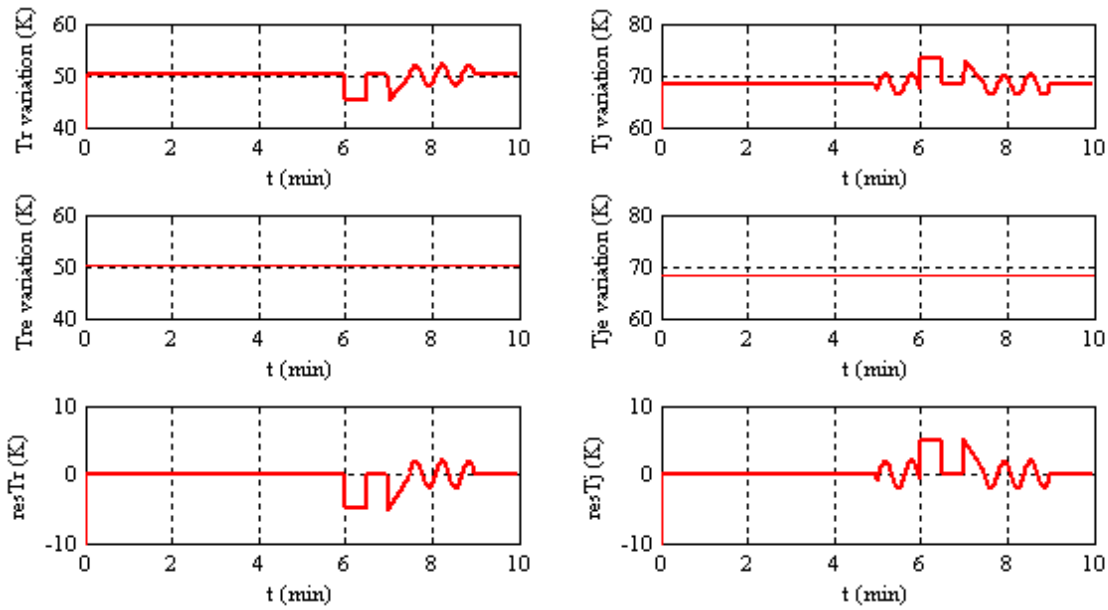 Tr variation (K)
60
50
40
0 2 4 6 8 10
t (min)
Tj variation (K)
80
70
60
0 2 4 6 8 10
t (min)
Tre variation (K)
60
50
40
0 2 4 6 8 10
t (min)
Tje variation (K)
80
70
60
0 2 4 6 8 10
t (min)
resTr (K)
10
0
-10
0 2 4 6 8 10
t (min)
resTj (K)
10
0
-10
0 2 4 6 8 10
t (min)